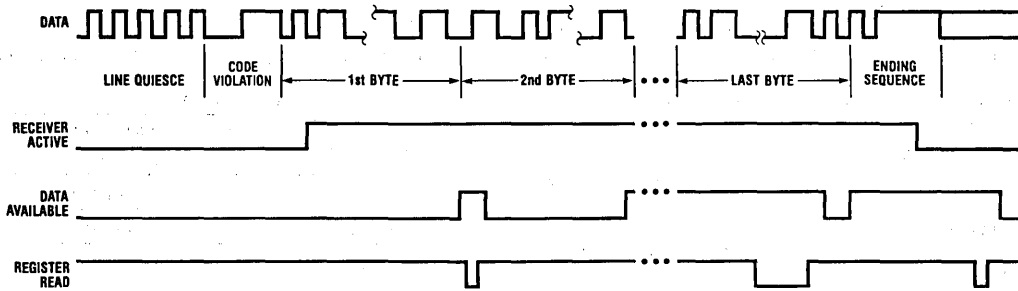 DATA
LINE QUIESCE
CODE
VIOLATION
1st BYTE
2nd BYTE
LAST BYTE
ENDING
SEQUENCE
RECEIVER
ACTIVE
DATA
AVAILABLE
REGISTER
READ